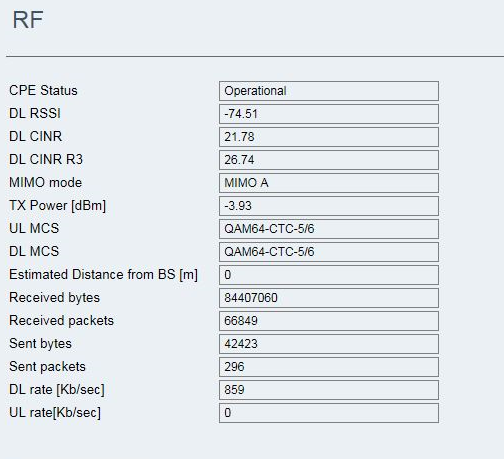 RF
CPE Status Operational
DL RSSI -74.51
DL CINR 21.78
DL CINR R3 26.74
MIMO mode MIMO A
TX Power [dBm] -3.93
UL MCS QAM64-CTC-5/6
DL MCS QAM64-CTC-5/6
Estimated Distance from BS [m] 0
Received bytes 84407060
Received packets 66849
Sent bytes 42423
Sent packets 296
DL rate [Kb/sec] 859
UL rate[Kb/sec] 0